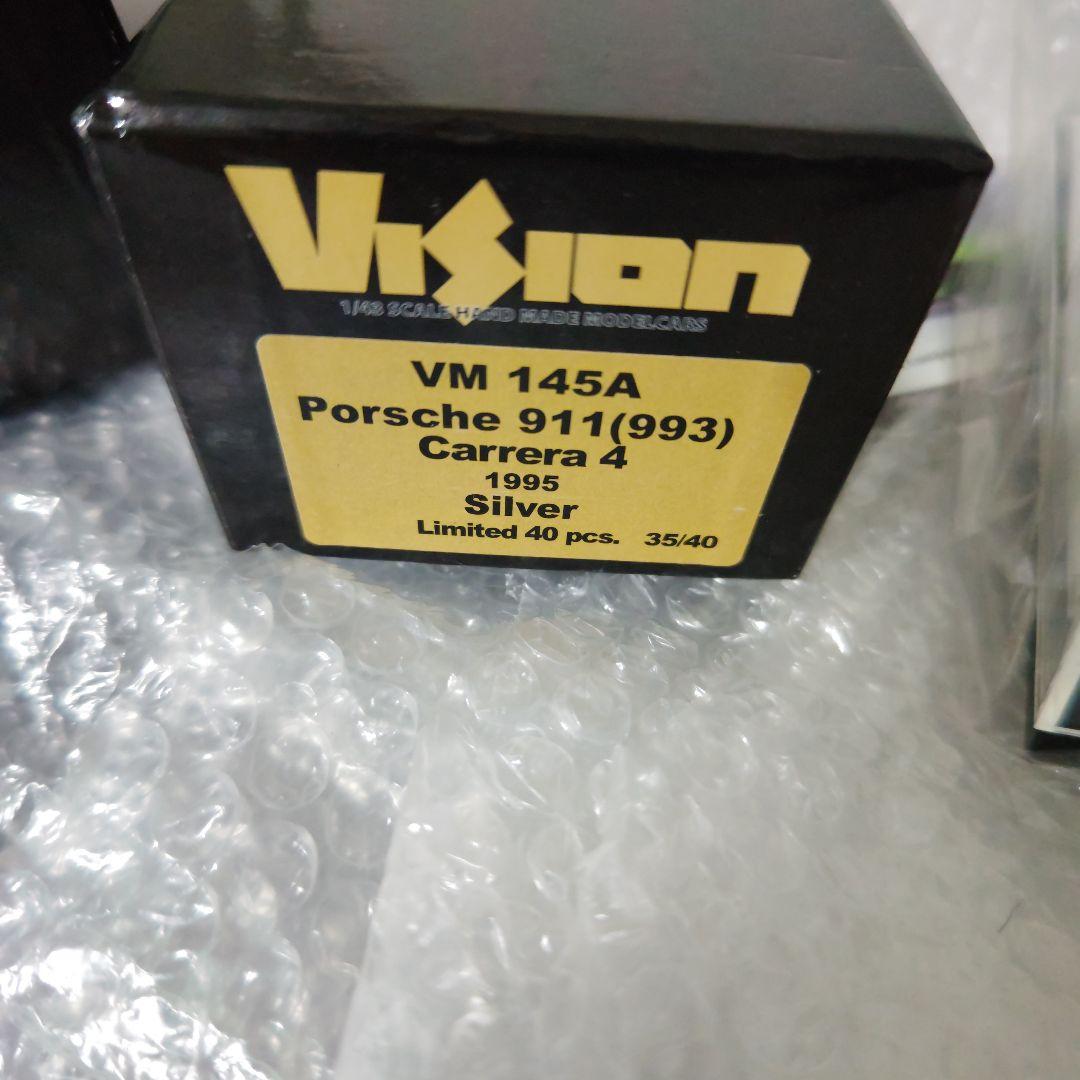 Vision
1/43 SCALE HAND MADE MODELCARS
VM 145A
Porsche 911(993)
Carrera 4
1995
Silver
Limited 40 pcs. 35/40